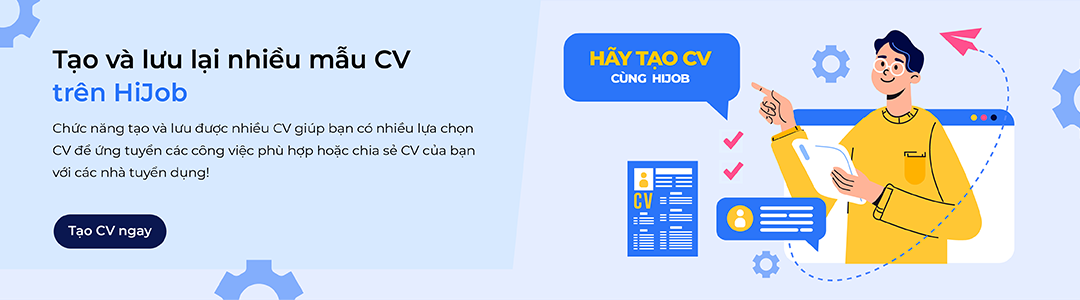 Tạo và lưu lại nhiều mẫu CV
trên HiJob
Chức năng tạo và lưu được nhiều CV giúp bạn có nhiều lựa chọn
CV để ứng tuyển các công việc phù hợp hoặc chia sẻ CV của bạn
với các nhà tuyển dụng!
Tạo CV ngay
HÃY TẠO CV
CÙNG HIJOB
CV